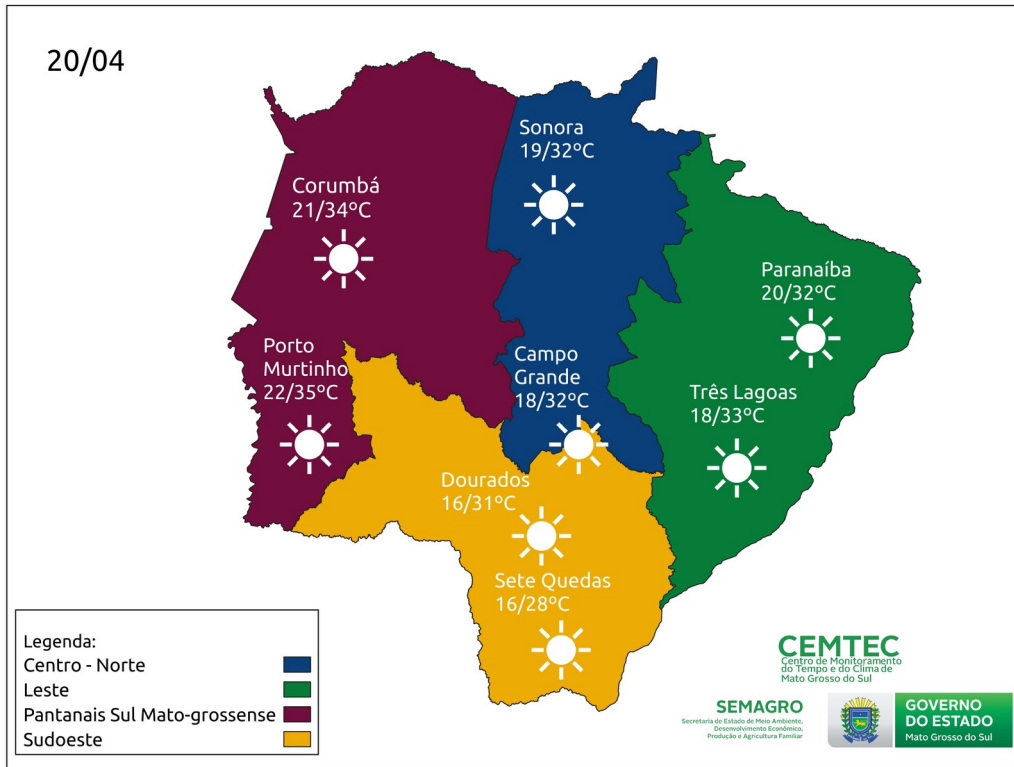 20/04
Sonora
19/32ºC
Corumbá
21/34ºC
Paranaíba
20/32ºC
Porto
Murtinho
22/35ºC
Campo
Grande
18/32ºC
Três Lagoas
18/33ºC
Dourados
16/31ºC
Sete Quedas
16/28ºC
Legenda:
Centro - Norte
Leste
Pantanais Sul Mato-grossense
Sudoeste
CEMTEC
Centro de Monitoramento
do Tempo e do Clima de
Mato Grosso do Sul
SEMAGRO
Secretaria de Estado de Meio Ambiente,
Desenvolvimento Econômico,
Produção e Agricultura Familiar
GOVERNO
DO ESTADO
Mato Grosso do Sul